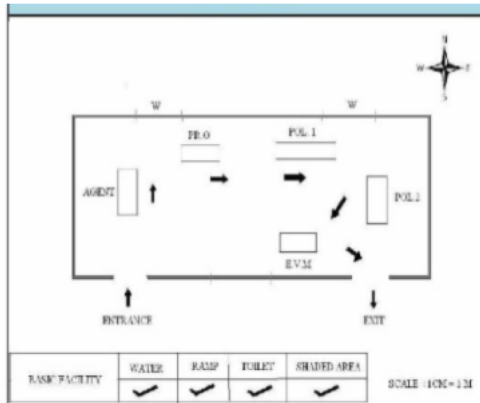 N
W E
S
W W
PR.O POL. 1
AGENT POL.2
E.V.M
ENTRANCE EXIT
BASIC FACILITY WATER RAMP TOILET SHADED AREA
SCALE : 1CM = 1 M